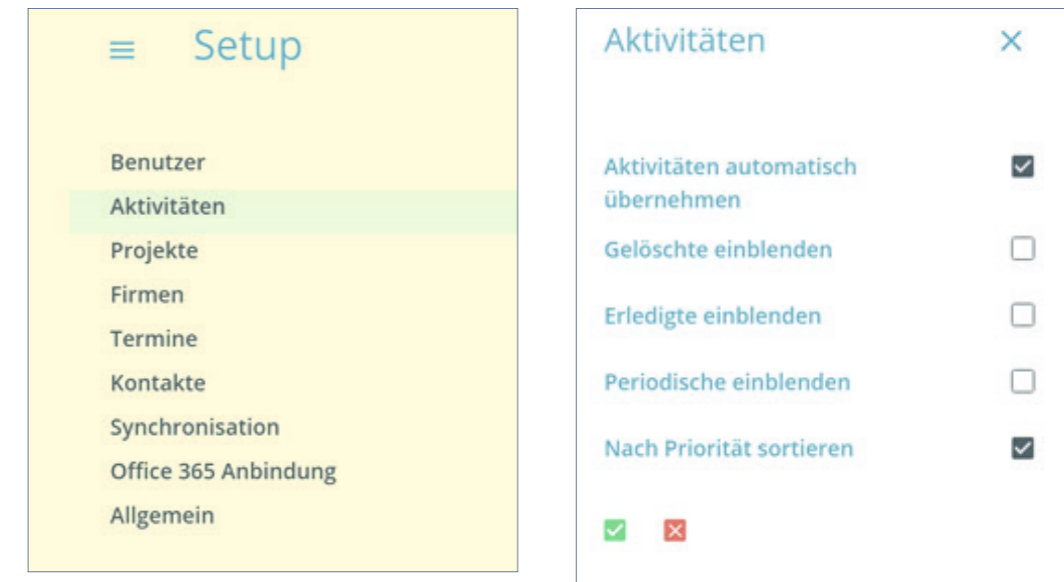 Setup
Benutzer
Aktivitäten
Projekte
Firmen
Termine
Kontakte
Synchronisation
Office 365 Anbindung
Allgemein
Aktivitäten
Aktivitäten automatisch
übernehmen
Gelöschte einblenden
Erledigte einblenden
Periodische einblenden
Nach Priorität sortieren